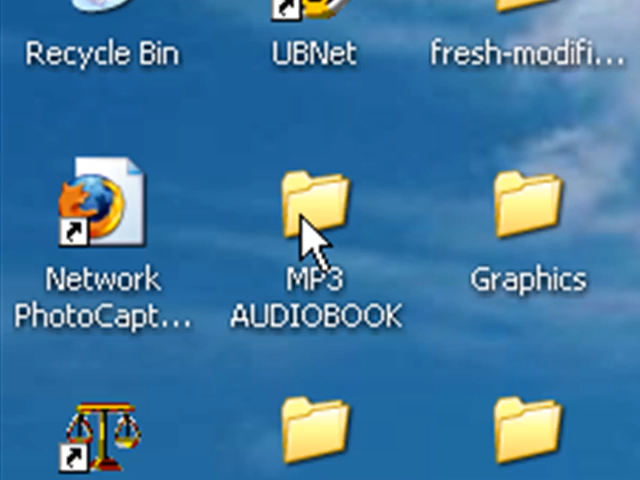 Recycle Bin
UBNet
fresh-modifi...
Network
PhotoCapt...
MP3
AUDIOBOOK
Graphics